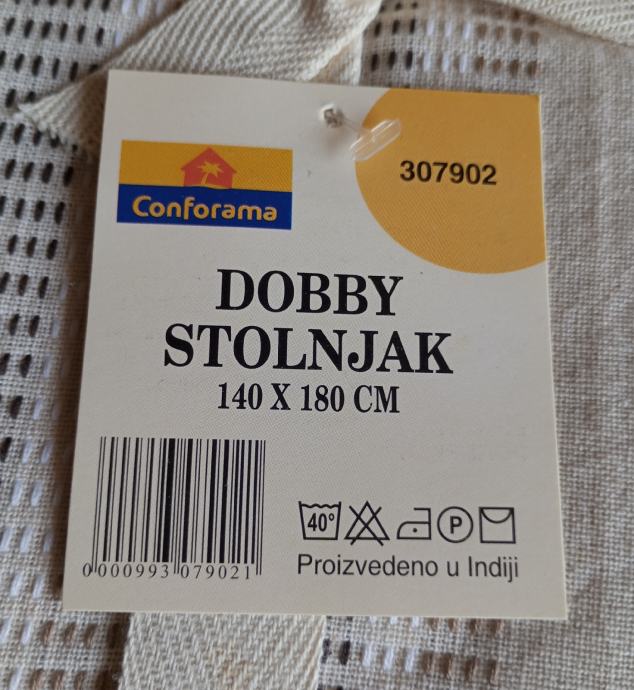 307902
Conforama
DOBBY
STOLNJAK
140 X 180 CM
40° P
0 000993 079021
Proizvedeno u Indiji